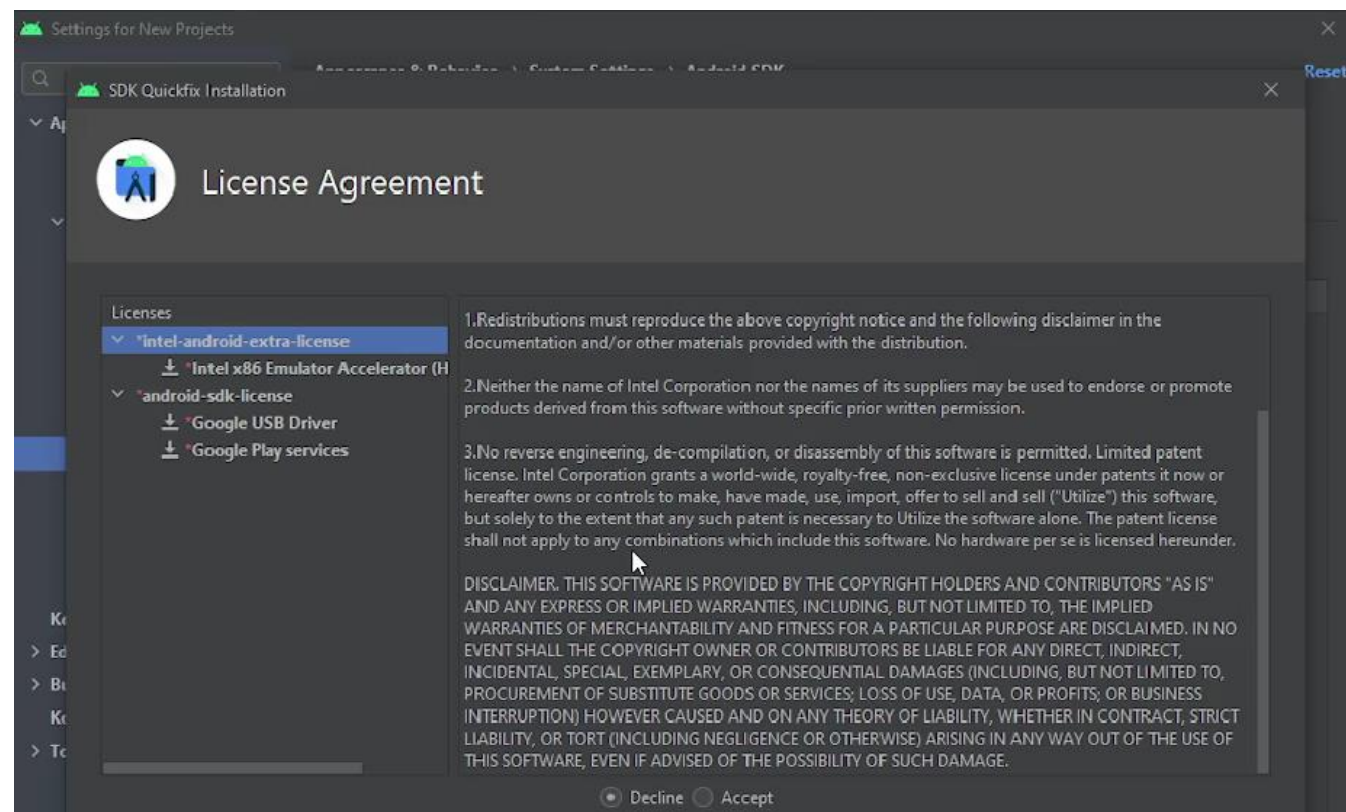 Settings for New Projects
Reset
SDK Quickfix Installation
License Agreement
Licenses
*intel-android-extra-license
*Intel x86 Emulator Accelerator (H
*android-sdk-license
*Google USB Driver
*Google Play services
1.Redistributions must reproduce the above copyright notice and the following disclaimer in the
documentation and/or other materials provided with the distribution.
2.Neither the name of Intel Corporation nor the names of its suppliers may be used to endorse or promote
products derived from this software without specific prior written permission.
3.No reverse engineering, de-compilation, or disassembly of this software is permitted. Limited patent
license. Intel Corporation grants a world-wide, royalty-free, non-exclusive license under patents it now or
hereafter owns or controls to make, have made, use, import, offer to sell and sell ("Utilize") this software,
but solely to the extent that any such patent is necessary to Utilize the software alone. The patent license
shall not apply to any combinations which include this software. No hardware per se is licensed hereunder.
DISCLAIMER. THIS SOFTWARE IS PROVIDED BY THE COPYRIGHT HOLDERS AND CONTRIBUTORS "AS IS"
AND ANY EXPRESS OR IMPLIED WARRANTIES, INCLUDING, BUT NOT LIMITED TO, THE IMPLIED
WARRANTIES OF MERCHANTABILITY AND FITNESS FOR A PARTICULAR PURPOSE ARE DISCLAIMED. IN NO
EVENT SHALL THE COPYRIGHT OWNER OR CONTRIBUTORS BE LIABLE FOR ANY DIRECT, INDIRECT,
INCIDENTAL, SPECIAL, EXEMPLARY, OR CONSEQUENTIAL DAMAGES (INCLUDING, BUT NOT LIMITED TO,
PROCUREMENT OF SUBSTITUTE GOODS OR SERVICES; LOSS OF USE, DATA, OR PROFITS; OR BUSINESS
INTERRUPTION) HOWEVER CAUSED AND ON ANY THEORY OF LIABILITY, WHETHER IN CONTRACT, STRICT
LIABILITY, OR TORT (INCLUDING NEGLIGENCE OR OTHERWISE) ARISING IN ANY WAY OUT OF THE USE OF
THIS SOFTWARE, EVEN IF ADVISED OF THE POSSIBILITY OF SUCH DAMAGE.
Decline Accept